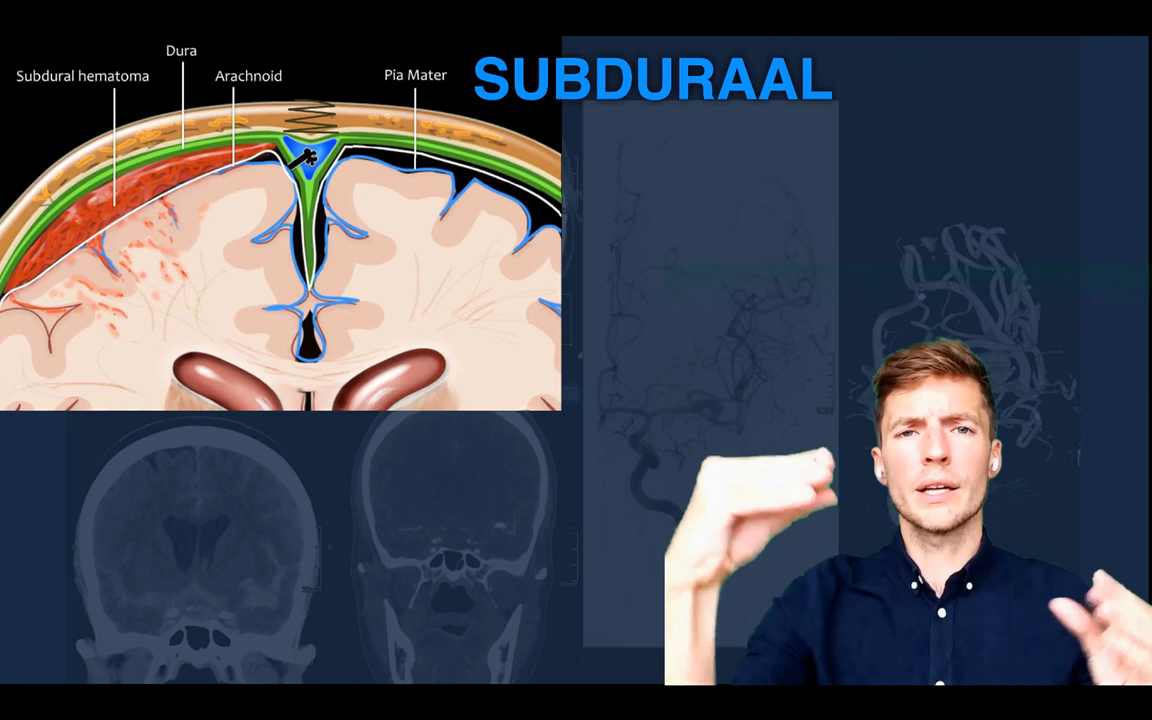 SUBDURAAL
Dura
Subdural hematoma
Arachnoid
Pia Mater